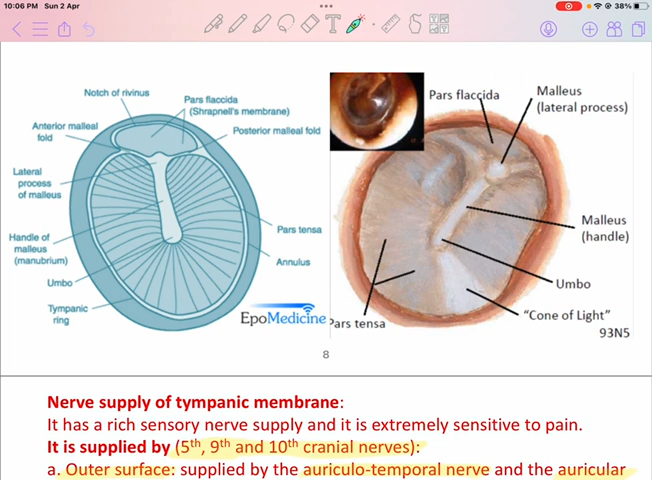 10:06 PM Sun 2 Apr
38%
Notch of rivinus
Pars flaccida
(Shrapnell's membrane)
Anterior malleal
fold
Posterior malleal fold
Lateral
process
of malleus
Pars tensa
Handle of
malleus
(manubrium)
Annulus
Umbo
Tympanic
ring
EpoMedicine
Pars flaccida
Malleus
(lateral process)
Malleus
(handle)
Umbo
Pars tensa
"Cone of Light"
93N5
8
Nerve supply of tympanic membrane:
It has a rich sensory nerve supply and it is extremely sensitive to pain.
It is supplied by (5th, 9th and 10th cranial nerves):
a. Outer surface: supplied by the auriculo-temporal nerve and the auricular